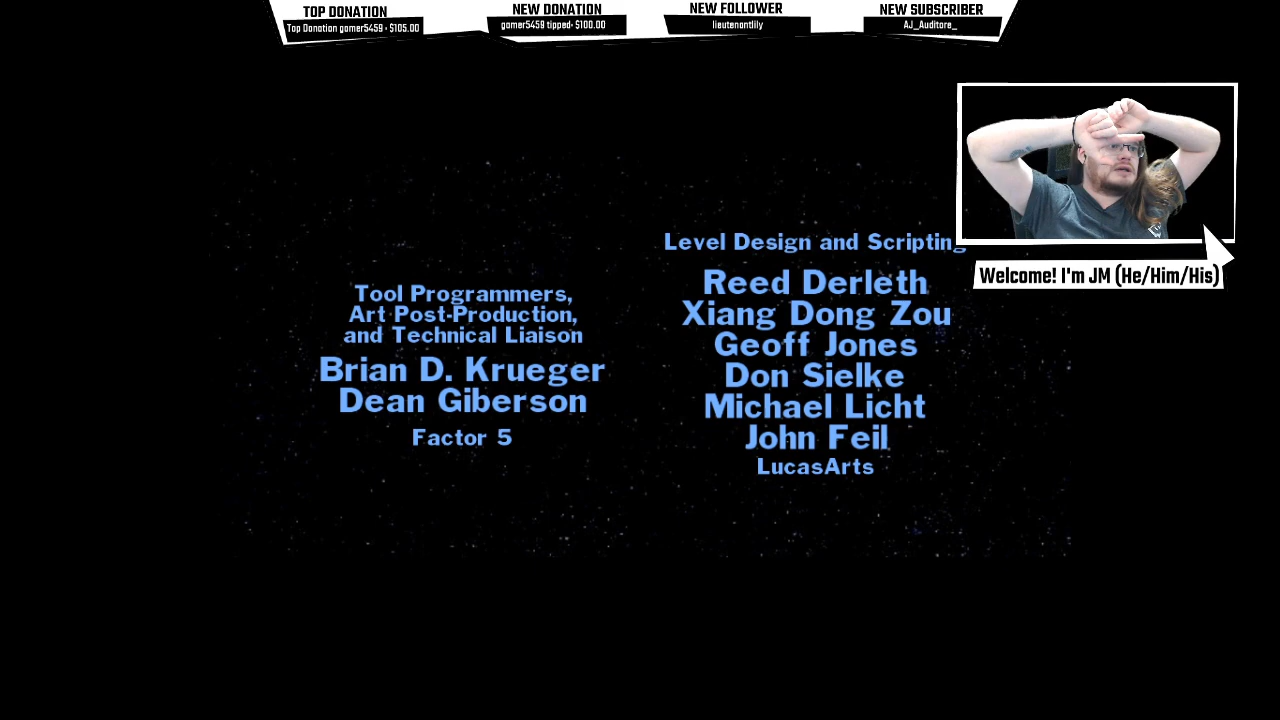 TOP DONATION
Top Donation gamer5459 • $105.00
NEW DONATION
gamer5459 tipped• $100.00
NEW FOLLOWER
lieutenantlily
NEW SUBSCRIBER
AJ_Auditore_
Welcome! I'm JM (He/Him/His)
Tool Programmers,
Art Post-Production,
and Technical Liaison
Brian D. Krueger
Dean Giberson
Factor 5
Level Design and Scripting
Reed Derleth
Xiang Dong Zou
Geoff Jones
Don Sielke
Michael Licht
John Feil
LucasArts